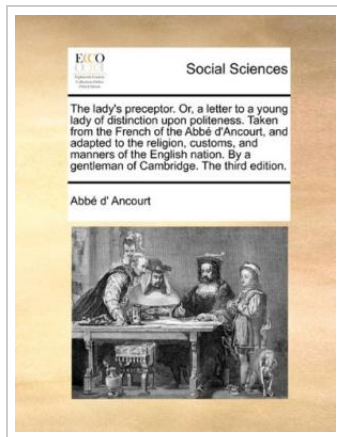 ECCO
Social Sciences
The lady's preceptor. Or, a letter to a young
lady of distinction upon politeness. Taken
from the French of the Abbé d'Ancourt, and
adapted to the religion, customs, and
manners of the English nation. By a
gentleman of Cambridge. The third edition.
Abbé d' Ancourt